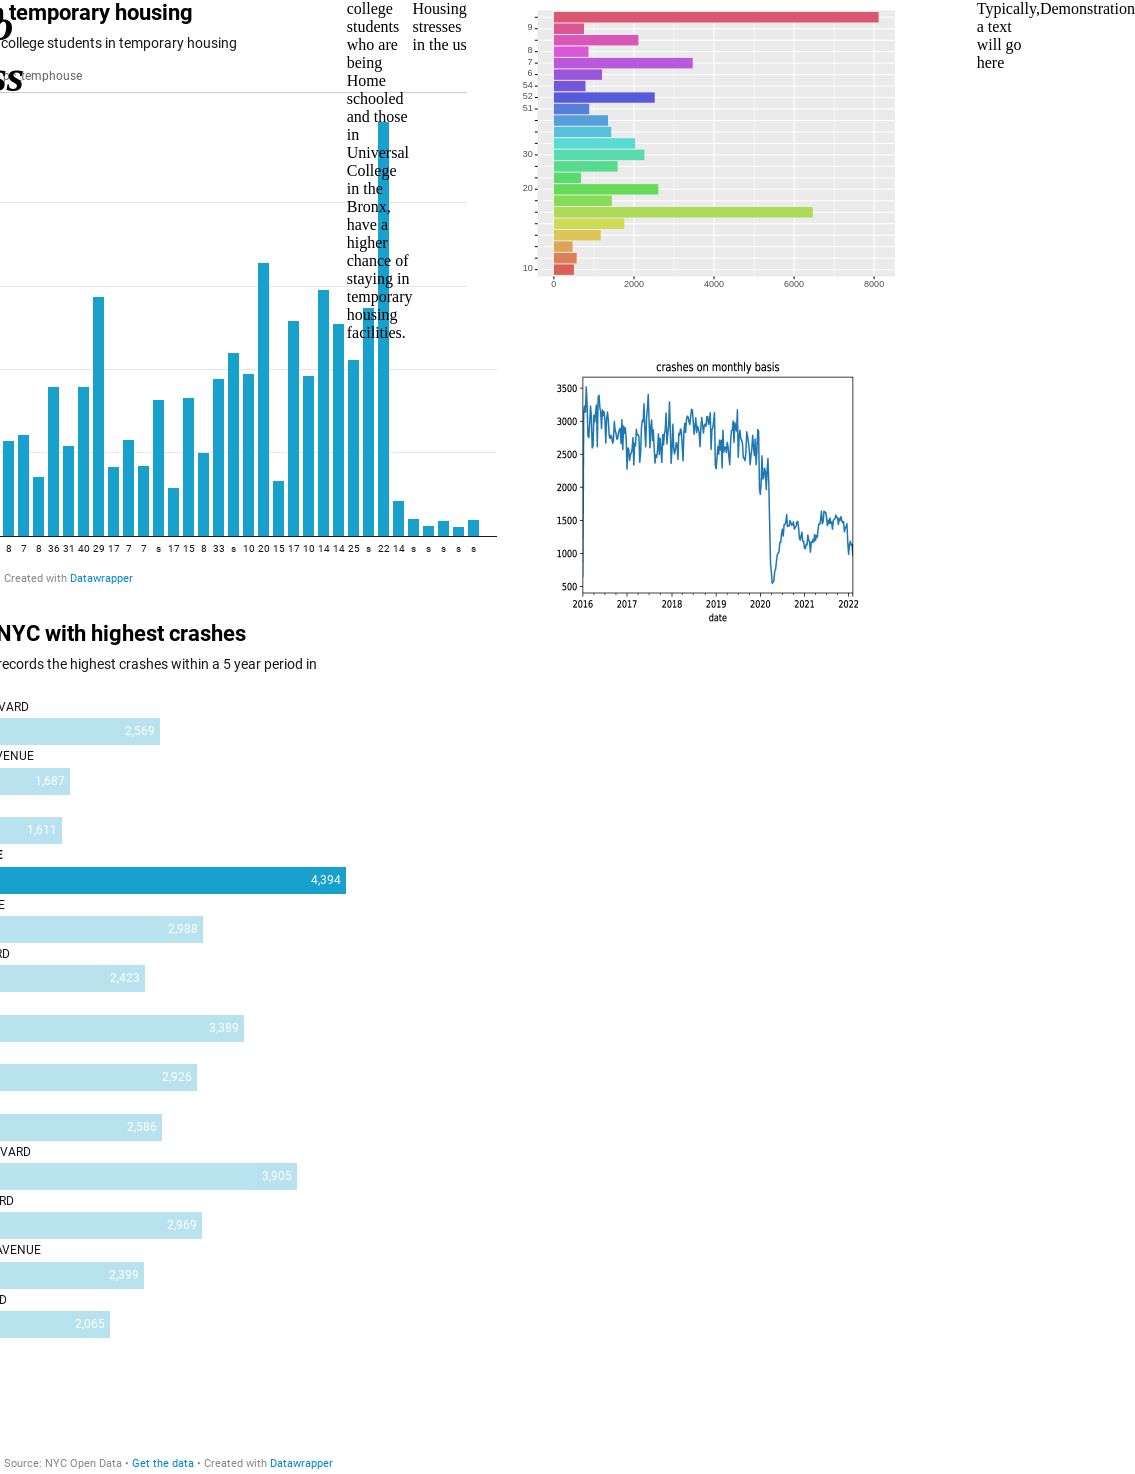 temporary housing
college students in temporary housing
temphouse
ss
8 7 8 36 31 40 29 17 7 7 s 17 15 8 33 s 10 20 15 17 10 14 14 25 s 22 14 s s s s s
Created with Datawrapper
college
students
who are
being
Home
schooled
and those
in
Universal
College
in the
Bronx,
have a
higher
chance of
staying in
temporary
housing
facilities.
Housing
stresses
in the us
9
8
7
6
54
52
51
30
20
10
0 2000 4000 6000 8000
Typically,
a text
will go
here
Demonstration
crashes on monthly basis
3500
3000
2500
2000
1500
1000
500
2016 2017 2018 2019 2020 2021 2022
date
NYC with highest crashes
records the highest crashes within a 5 year period in
VARD
2,569
VENUE
1,687
1,611
E
4,394
E
2,988
RD
2,423
3,389
2,926
2,586
VARD
3,905
RD
2,969
AVENUE
2,399
D
2,065
Source: NYC Open Data • Get the data • Created with Datawrapper